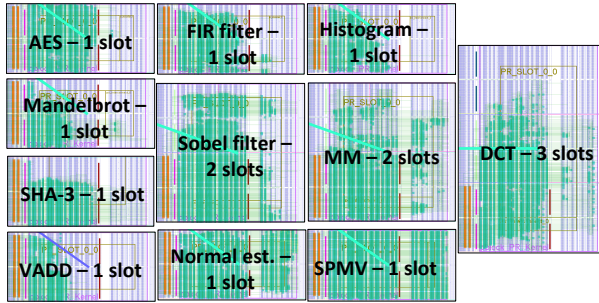 AES – 1 slot
FIR filter –
1 slot
Histogram –
1 slot
Mandelbrot –
1 slot
Sobel filter –
2 slots
PR_SLOT_0_0
MM – 2 slots
PR_SLOT_0_0
DCT – 3 slots
SHA-3 – 1 slot
VADD – 1 slot
Normal est. –
1 slot
SPMV – 1 slot